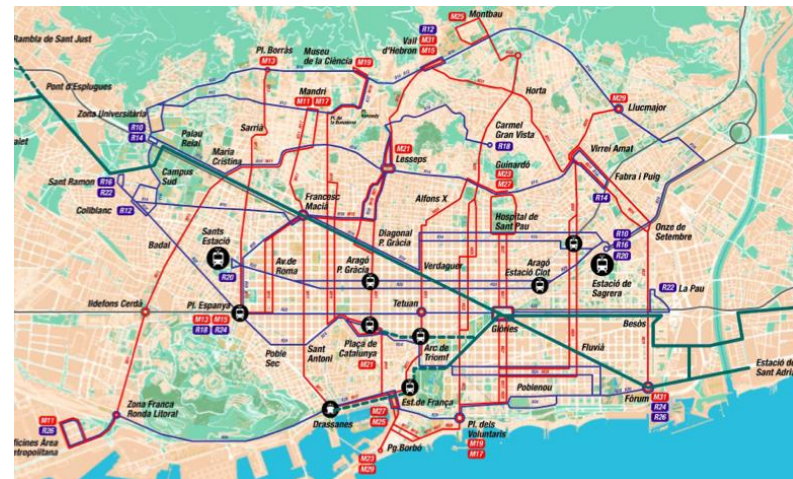 Rambla de Sant Just
Pont d'Esplugues
Zona Universitària
R10
R14
Palau
Reial
Sant Ramon
R16
R22
Campus
Sud
Collblanc
R12
Pl. Borràs
M13
Museu
de la Ciència
M19
Mandri
M11 M17
Sarrià
Maria
Cristina
R12
M31
M15
Vall
d'Hebron
M25
Montbau
Horta
M29
Llucmajor
Carmel
Gran Vista
R18
Virrei Amat
M21
Lesseps
Guinardó
M23
M27
Fabra i Puig
R14
Francesc
Macià
Alfons X
Hospital de
Sant Pau
R10
R16
R20
Onze de
Setembre
Badal
Sants
Estació
R20
Av.de
Roma
Diagonal
P. Gràcia
Aragó
P. Gràcia
Verdaguer
Aragó
Estació Clot
Estació de
Sagrera
R22
La Pau
Ildefons Cerdà
Pl. Espanya
M13 M15
R18 R24
Tetuan
Glòries
Besòs
Poble
Sec
Sant
Antoni
Plaça de
Catalunya
M21
Arc de
Triomf
Fluvià
Estació de
Sant Adrià
Est.de França
Poblenou
Fòrum
M31
R24
R26
Zona Franca
Ronda Litoral
M11
R26
Drassanes
M27
M25
Pl. dels
Voluntaris
M19
M17
Pg.Borbó
M23
M29